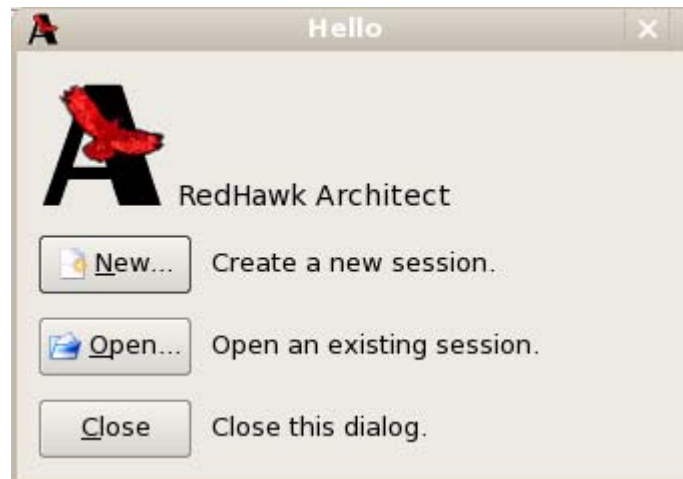 Hello
A
RedHawk Architect
New... Create a new session.
Open... Open an existing session.
Close Close this dialog.